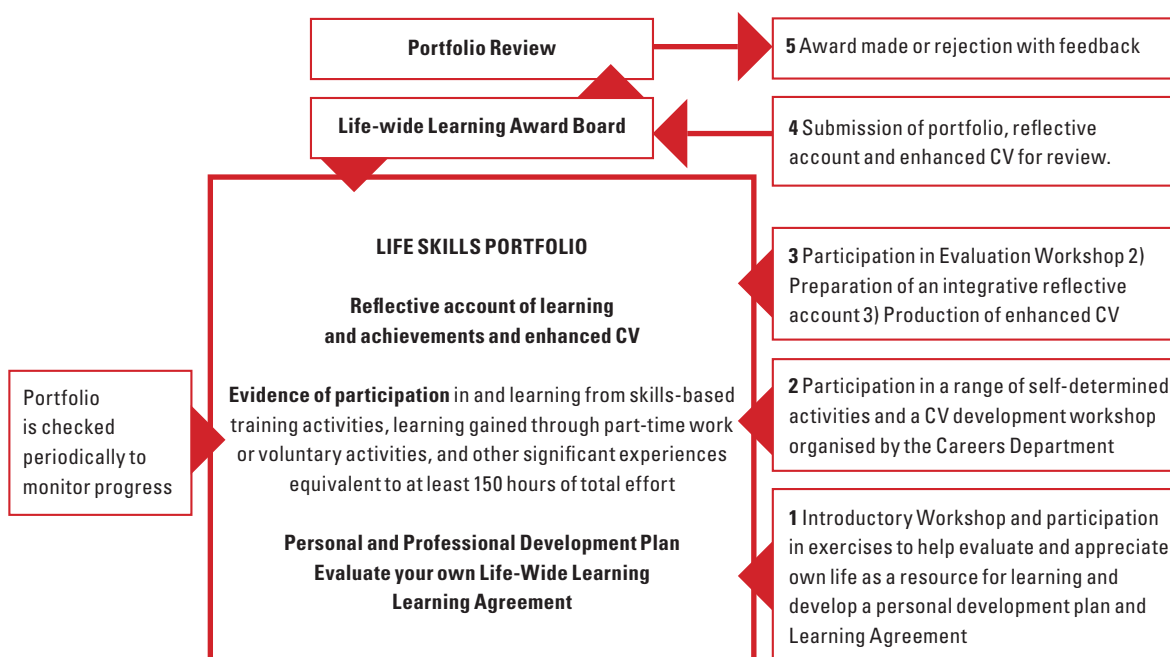 Portfolio Review
5 Award made or rejection with feedback
Life-wide Learning Award Board
4 Submission of portfolio, reflective
account and enhanced CV for review.
LIFE SKILLS PORTFOLIO
Reflective account of learning
and achievements and enhanced CV
Evidence of participation in and learning from skills-based
training activities, learning gained through part-time work
or voluntary activities, and other significant experiences
equivalent to at least 150 hours of total effort
Personal and Professional Development Plan
Evaluate your own Life-Wide Learning
Learning Agreement
Portfolio
is checked
periodically to
monitor progress
3 Participation in Evaluation Workshop 2)
Preparation of an integrative reflective
account 3) Production of enhanced CV
2 Participation in a range of self-determined
activities and a CV development workshop
organised by the Careers Department
1 Introductory Workshop and participation
in exercises to help evaluate and appreciate
own life as a resource for learning and
develop a personal development plan and
Learning Agreement